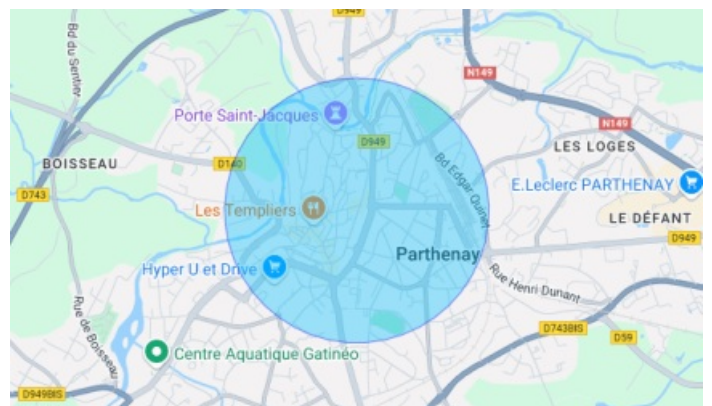 D949
Bd du Sentier
N149
Porte Saint-Jacques
N149
D949
LES LOGES
BOISSEAU
D140
Bd Edgar Quinet
E.Leclerc PARTHENAY
D743
Les Templiers
LE DÉFANT
D949
Parthenay
Hyper U et Drive
Rue Henri Dunant
Rue de Boisseau
D743BIS
D59
Centre Aquatique Gatinéo
D949BIS